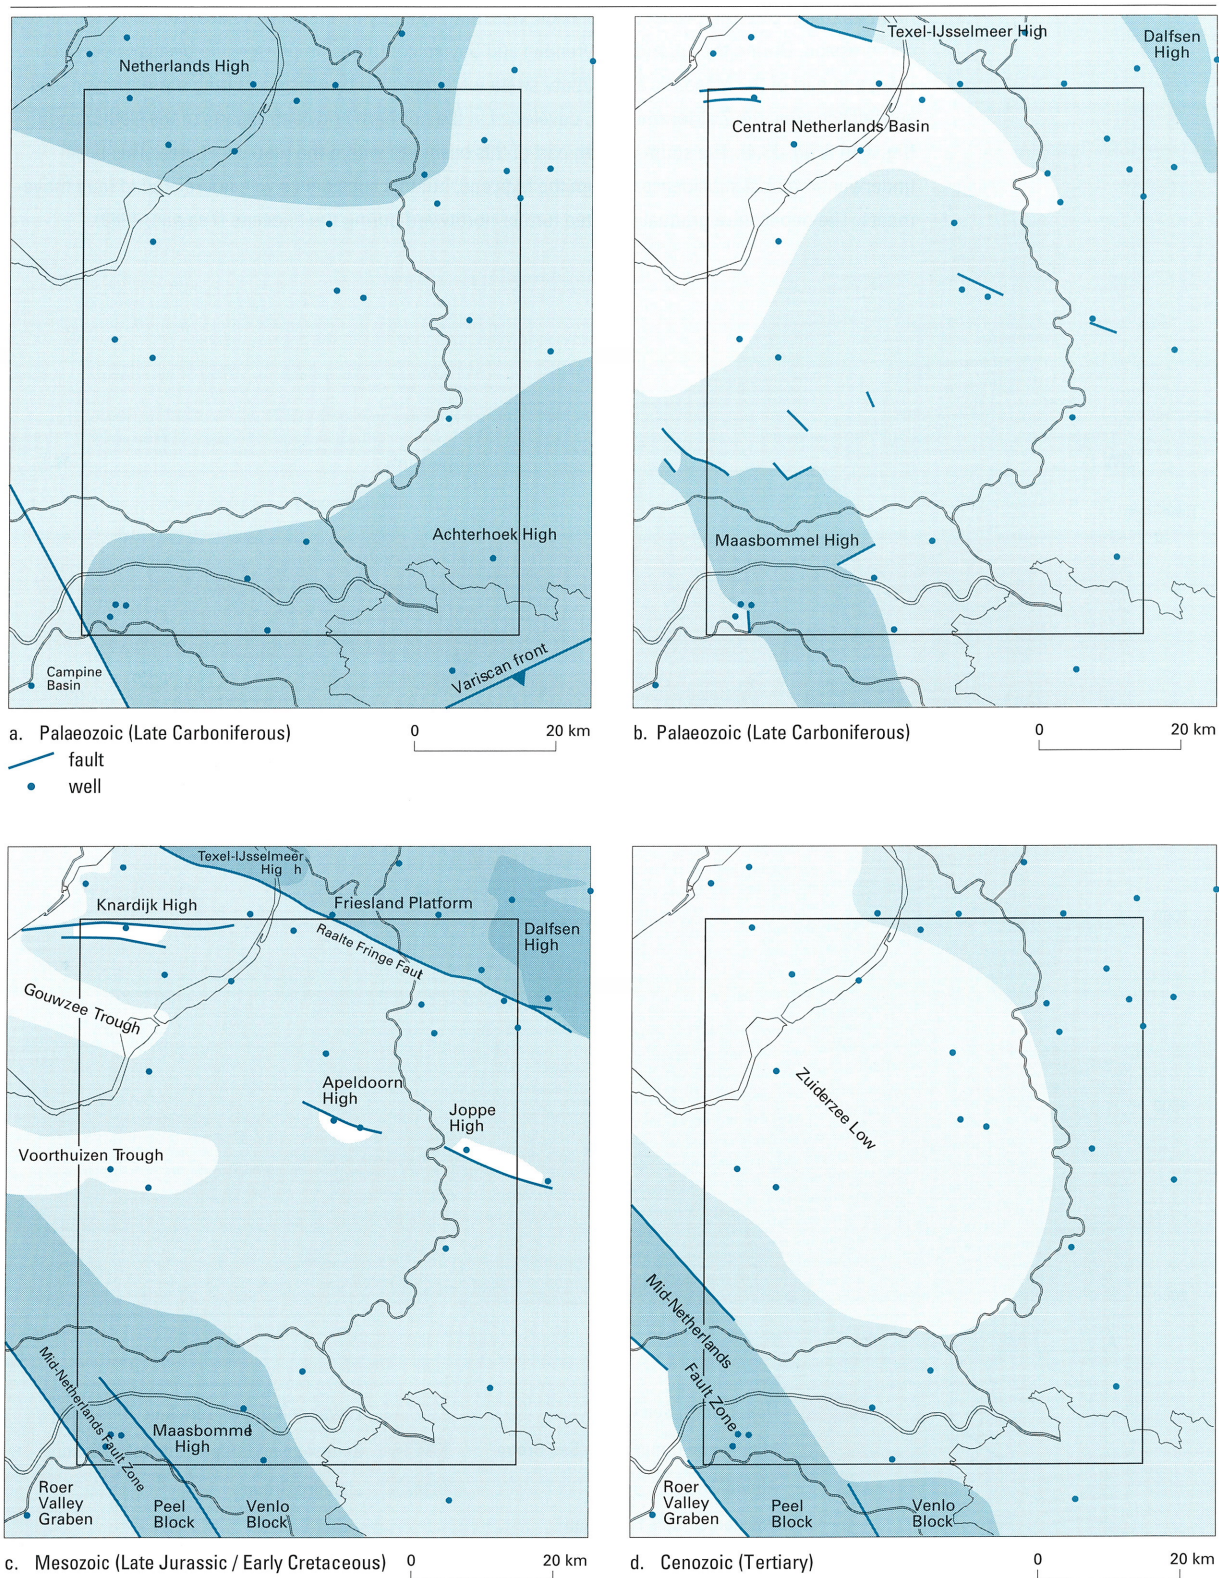 Netherlands High
Achterhoek High
Campine
Basin
Variscan front
a. Palaeozoic (Late Carboniferous)
0 20 km
fault
well
Texel-IJsselmeer High
Dalfsen
High
Central Netherlands Basin
Maasbommel High
b. Palaeozoic (Late Carboniferous)
0 20 km
Texel-IJsselmeer
Hig h
Knardijk High
Friesland Platform
Dalfsen
High
Raalte Fringe Faut
Gouwzee Trough
Apeldoorn
High
Joppe
High
Voorthuizen Trough
Mid-Netherlands Fault Zone
Maasbomme
High
Roer
Valley
Graben
Peel
Block
Venlo
Block
c. Mesozoic (Late Jurassic / Early Cretaceous)
0 20 km
Zuiderzee Low
Mid-Netherlands
Fault Zone
Roer
Valley
Graben
Peel
Block
Venlo
Block
d. Cenozoic (Tertiary)
0 20 km